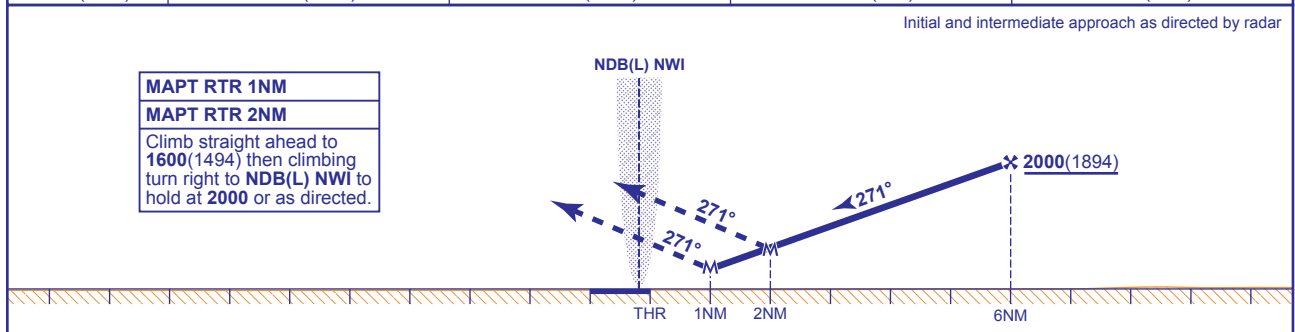 Initial and intermediate approach as directed by radar
NDB(L) NWI
MAPT RTR 1NM
MAPT RTR 2NM
Climb straight ahead to
1600(1494) then climbing
turn right to NDB(L) NWI to
hold at 2000 or as directed.
2000(1894)
271°
271°
271°
THR 1NM 2NM 6NM